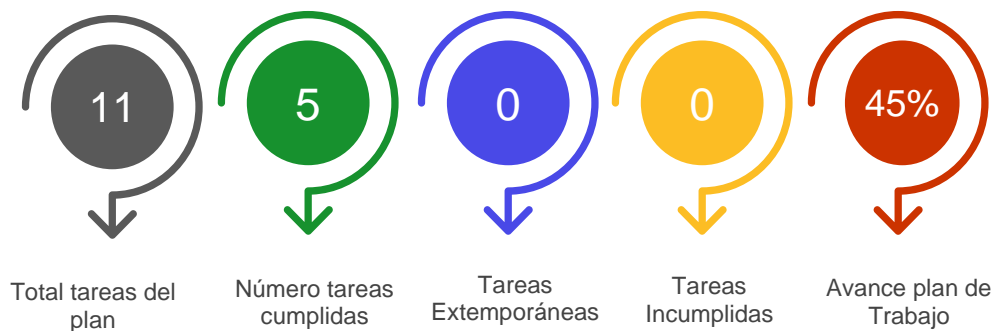 11
5
0
0
45%
Total tareas del
plan
Número tareas
cumplidas
Tareas
Extemporáneas
Tareas
Incumplidas
Avance plan de
Trabajo